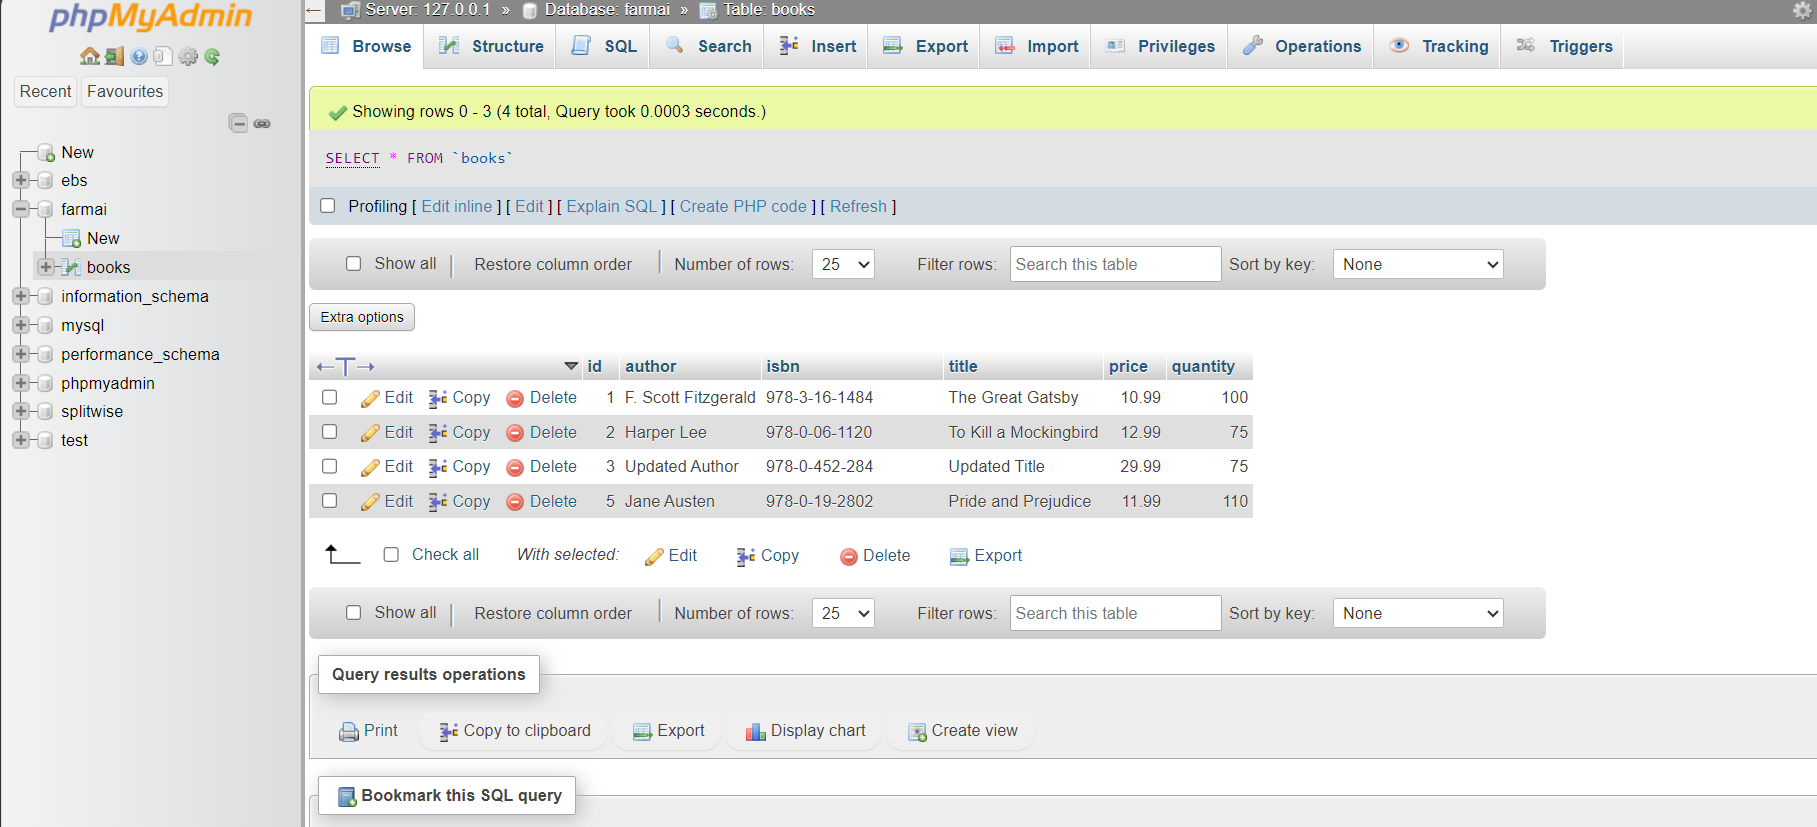 phpMyAdmin
Recent Favourites
New
ebs
farmai
New
books
information_schema
mysql
performance_schema
phpmyadmin
splitwise
test
Server: 127.0.0.1 » Database: farmai » Table: books
Browse Structure SQL Search Insert Export Import Privileges Operations Tracking Triggers
Showing rows 0 - 3 (4 total, Query took 0.0003 seconds.)
SELECT * FROM `books`
Profiling [ Edit inline ] [ Edit ] [ Explain SQL ] [ Create PHP code ] [ Refresh ]
Show all Restore column order Number of rows: 25 Filter rows: Search this table Sort by key: None
Extra options
←T→ id author isbn title price quantity
Edit Copy Delete 1 F. Scott Fitzgerald 978-3-16-1484 The Great Gatsby 10.99 100
Edit Copy Delete 2 Harper Lee 978-0-06-1120 To Kill a Mockingbird 12.99 75
Edit Copy Delete 3 Updated Author 978-0-452-284 Updated Title 29.99 75
Edit Copy Delete 5 Jane Austen 978-0-19-2802 Pride and Prejudice 11.99 110
Check all With selected: Edit Copy Delete Export
Show all Restore column order Number of rows: 25 Filter rows: Search this table Sort by key: None
Query results operations
Print Copy to clipboard Export Display chart Create view
Bookmark this SQL query